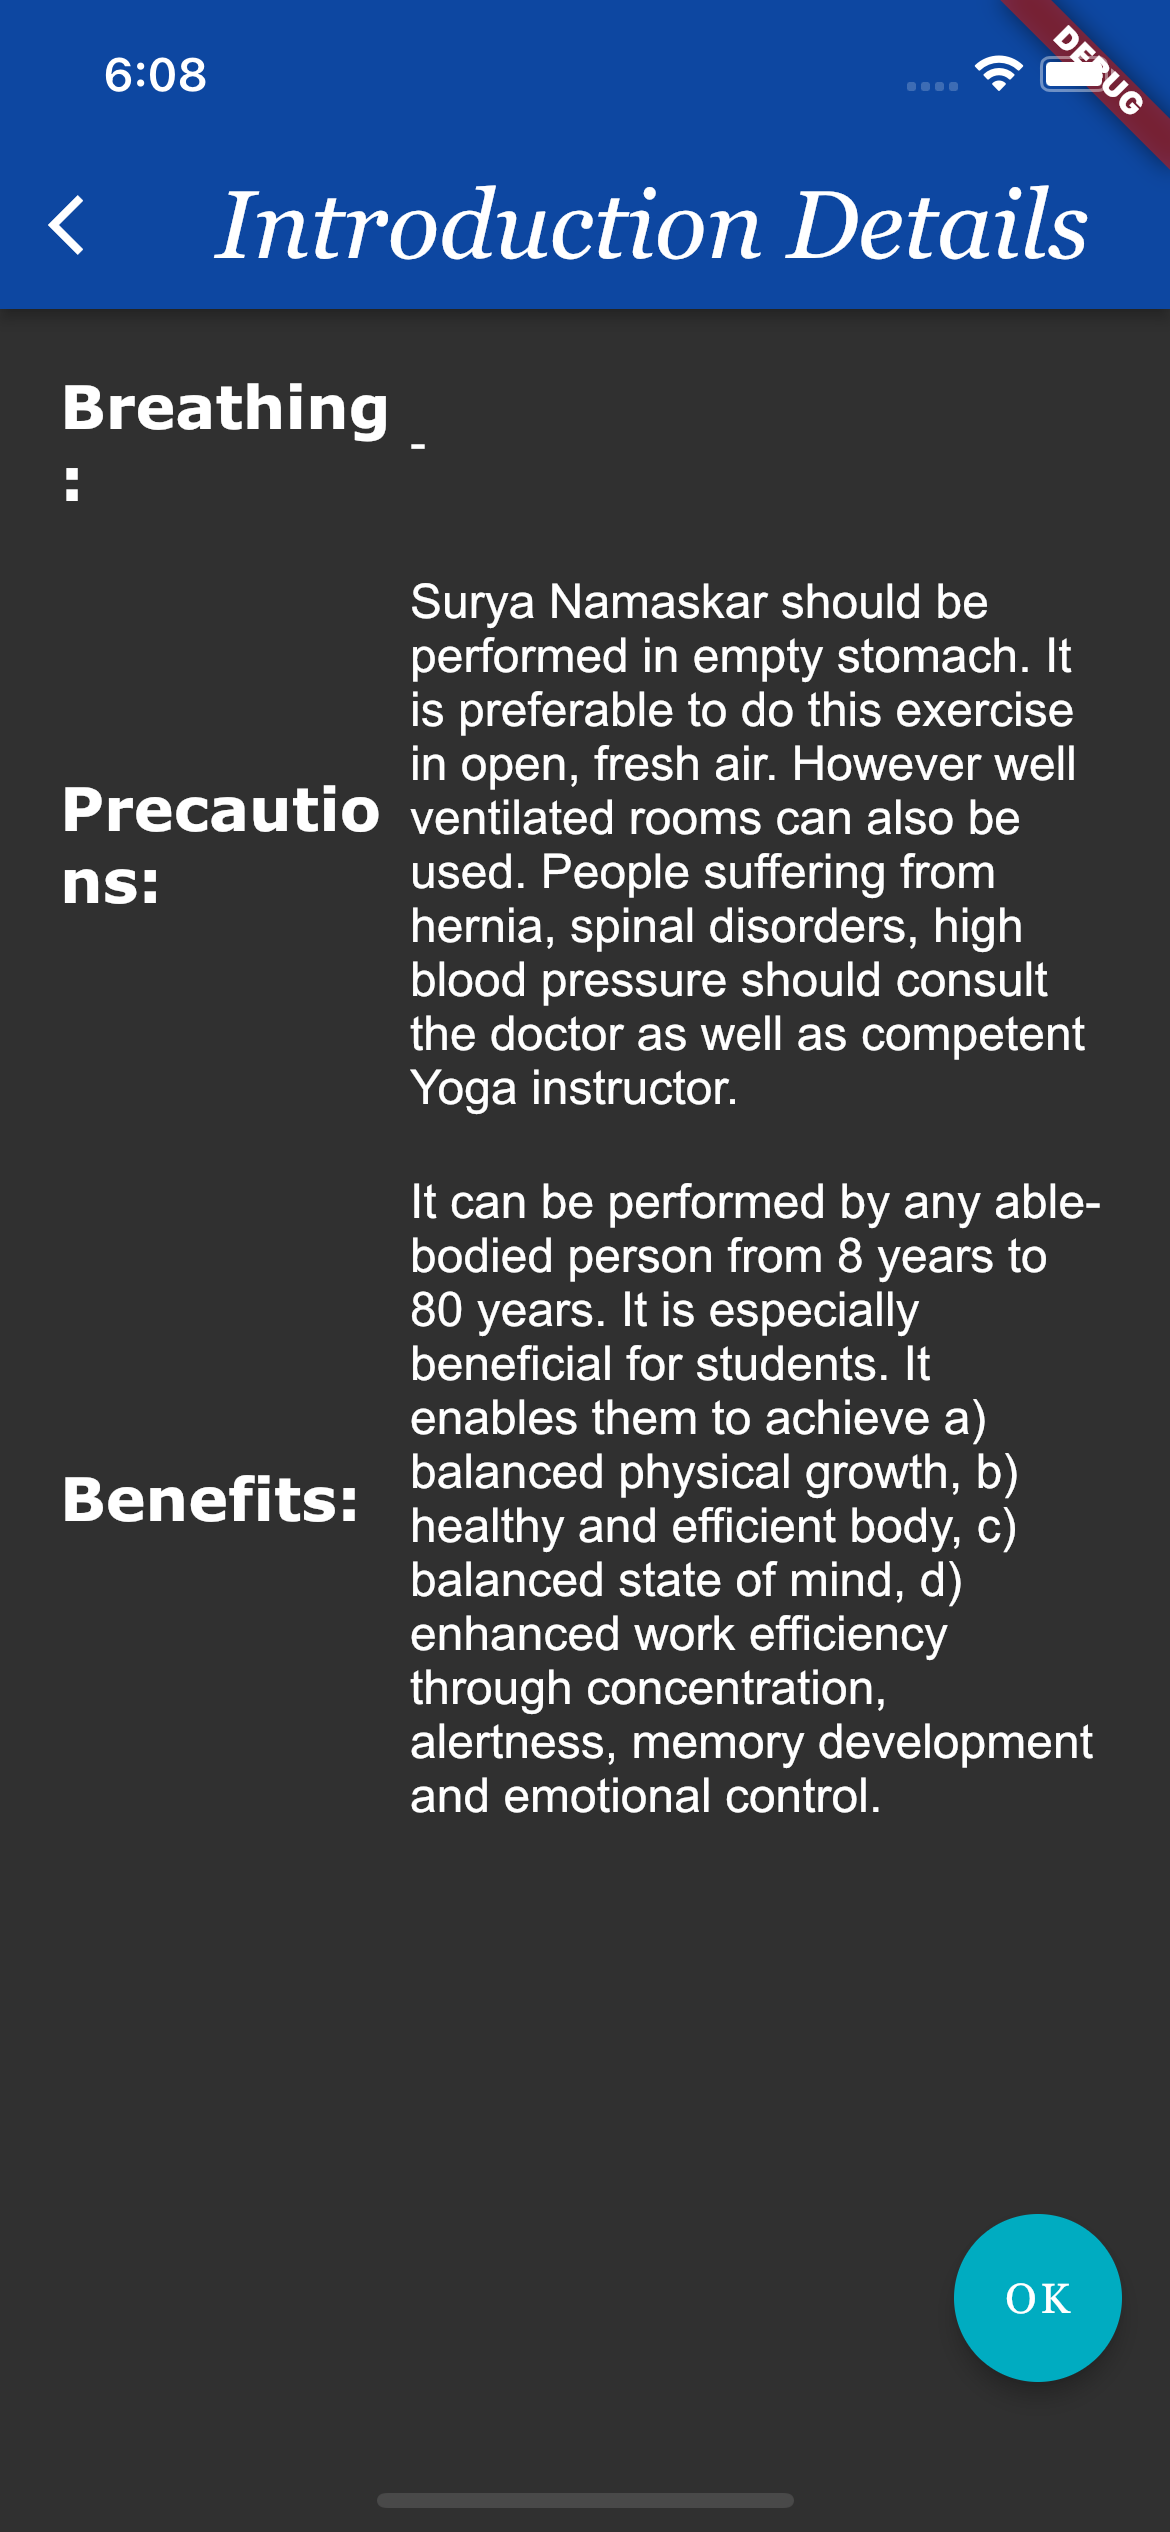 6:08
DEBUG
Introduction Details
Breathing
:
-
Precautio
ns:
Surya Namaskar should be
performed in empty stomach. It
is preferable to do this exercise
in open, fresh air. However well
ventilated rooms can also be
used. People suffering from
hernia, spinal disorders, high
blood pressure should consult
the doctor as well as competent
Yoga instructor.
Benefits:
It can be performed by any able-
bodied person from 8 years to
80 years. It is especially
beneficial for students. It
enables them to achieve a)
balanced physical growth, b)
healthy and efficient body, c)
balanced state of mind, d)
enhanced work efficiency
through concentration,
alertness, memory development
and emotional control.
OK